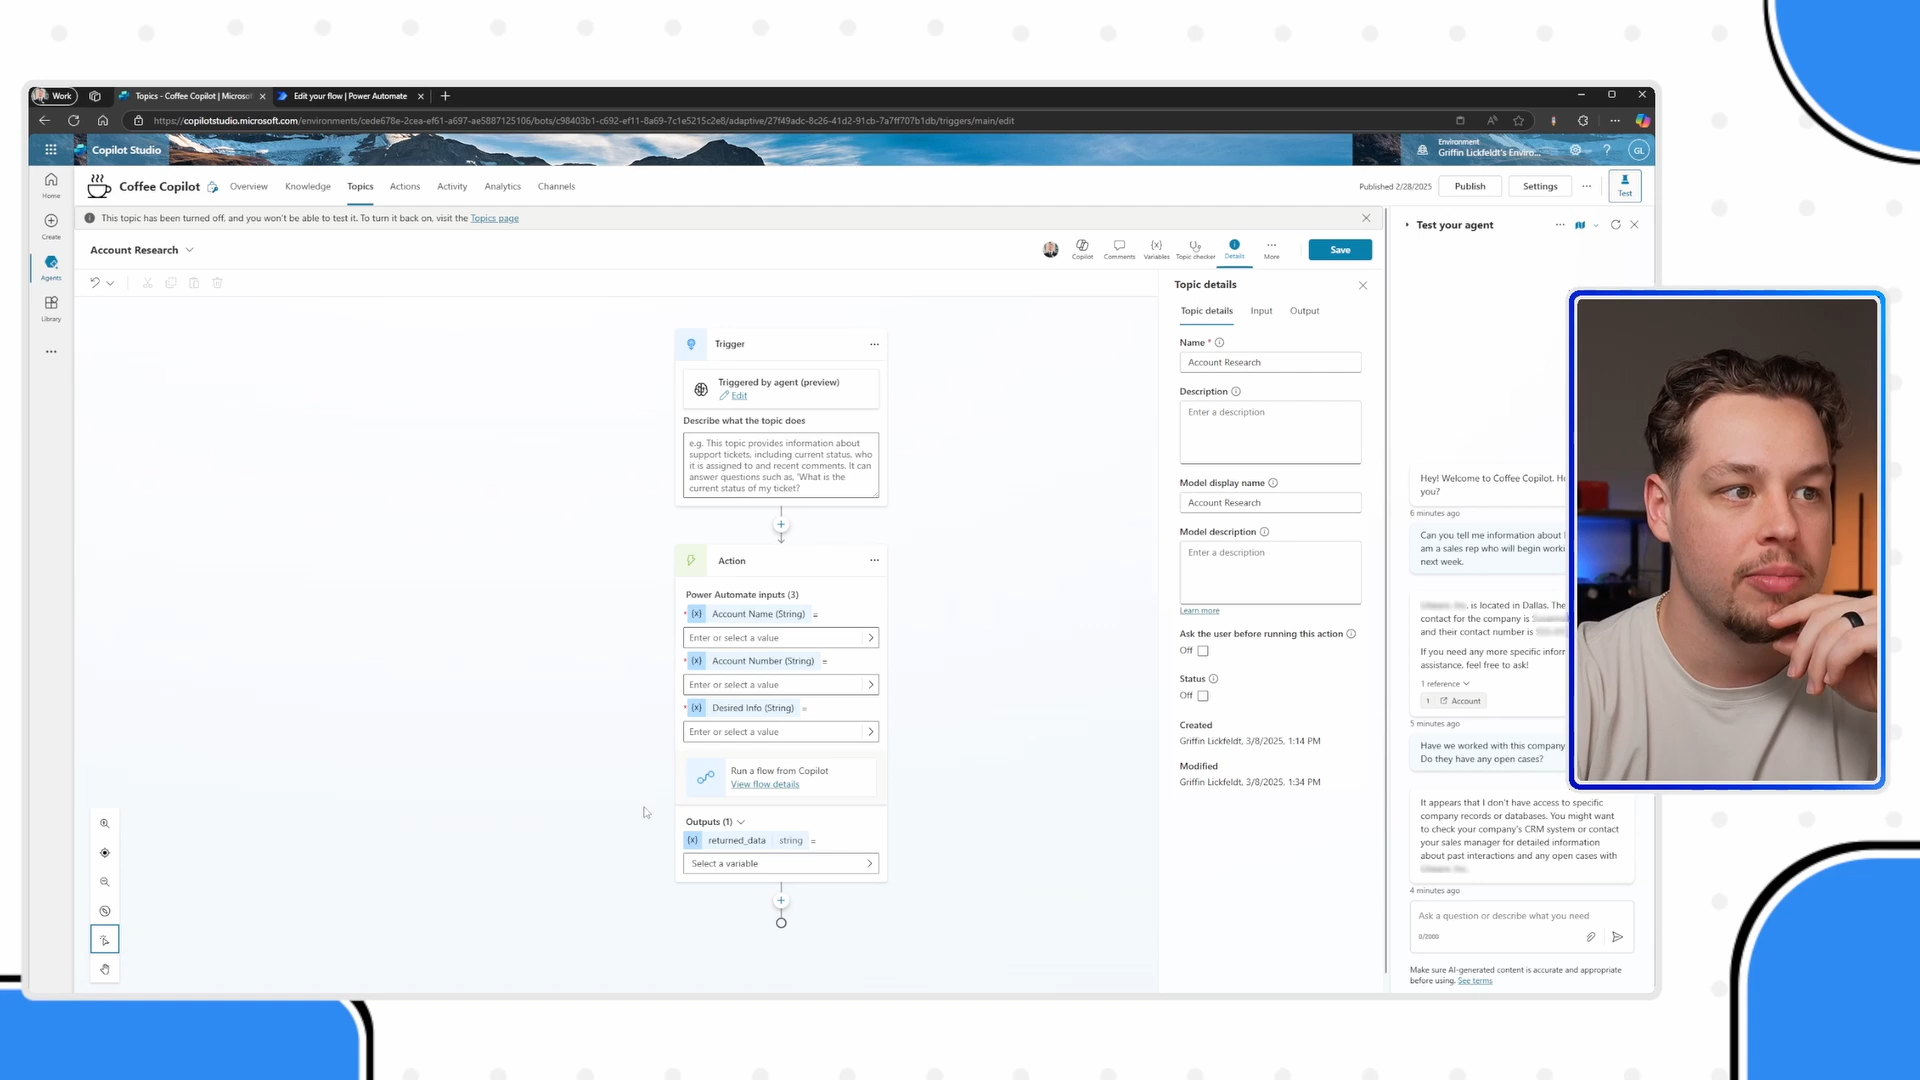 Work
Topics - Coffee Copilot | Microso
Edit your flow | Power Automate
https://copilotstudio.microsoft.com/environments/cede678e-2cea-ef61-a697-ae5887125106/bots/c98403b1-c692-ef11-8a69-7c1e5215c2e8/adaptive/27f49adc-8c26-41d2-91cb-7a7ff707b1db/triggers/main/edit
Copilot Studio
Environment
Griffin Lickfeldt's Enviro...
GL
Home
Create
Agents
Library
Coffee Copilot
Overview
Knowledge
Topics
Actions
Activity
Analytics
Channels
Published 2/28/2025
Publish
Settings
Test
This topic has been turned off, and you won't be able to test it. To turn it back on, visit the Topics page
Account Research
Copilot
Comments
Variables
Topic checker
Details
More
Save
Trigger
Triggered by agent (preview)
Edit
Describe what the topic does
e.g. This topic provides information about
support tickets, including current status, who
it is assigned to and recent comments. It can
answer questions such as, 'What is the
current status of my ticket?
Action
Power Automate inputs (3)
* {x} Account Name (String) =
Enter or select a value
* {x} Account Number (String) =
Enter or select a value
* {x} Desired Info (String) =
Enter or select a value
Run a flow from Copilot
View flow details
Outputs (1)
{x} returned_data string =
Select a variable
Topic details
Topic details
Input
Output
Name *
Account Research
Description
Enter a description
Model display name
Account Research
Model description
Enter a description
Learn more
Ask the user before running this action
Off
Status
Off
Created
Griffin Lickfeldt, 3/8/2025, 1:14 PM
Modified
Griffin Lickfeldt, 3/8/2025, 1:34 PM
Test your agent
Hey! Welcome to Coffee Copilot. Ho
you?
6 minutes ago
Can you tell me information about
am a sales rep who will begin worki
next week.
is located in Dallas. The
contact for the company is
and their contact number is
If you need any more specific infor
assistance, feel free to ask!
1 reference
1 Account
5 minutes ago
Have we worked with this company
Do they have any open cases?
It appears that I don't have access to specific
company records or databases. You might want
to check your company's CRM system or contact
your sales manager for detailed information
about past interactions and any open cases with
4 minutes ago
Ask a question or describe what you need
0/2000
Make sure AI-generated content is accurate and appropriate
before using. See terms